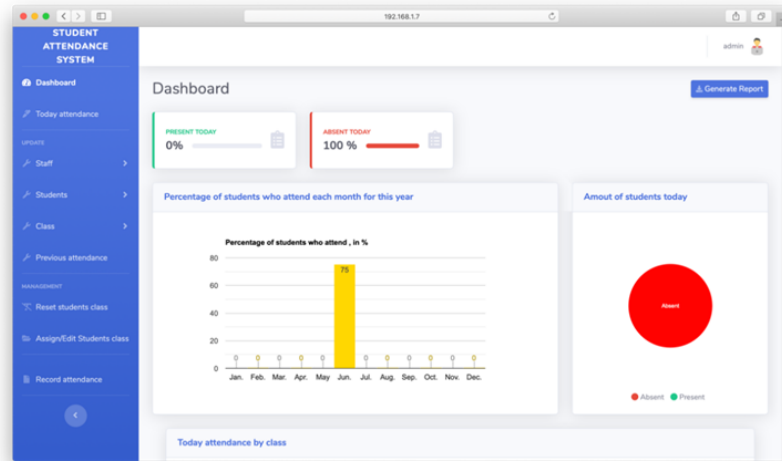 192.168.1.7
STUDENT
ATTENDANCE
SYSTEM
admin
Dashboard
Today attendance
UPDATE
Staff
Students
Class
Previous attendance
MANAGEMENT
Reset students class
Assign/Edit Students class
Record attendance
Dashboard
Generate Report
PRESENT TODAY
0%
ABSENT TODAY
100 %
Percentage of students who attend each month for this year
Percentage of students who attend , in %
80
60
40
20
0
75
0 0 0 0 0 0 0 0 0 0 0
Jan. Feb. Mar. Apr. May Jun. Jul. Aug. Sep. Oct. Nov. Dec.
Amout of students today
Absent
Absent Present
Today attendance by class